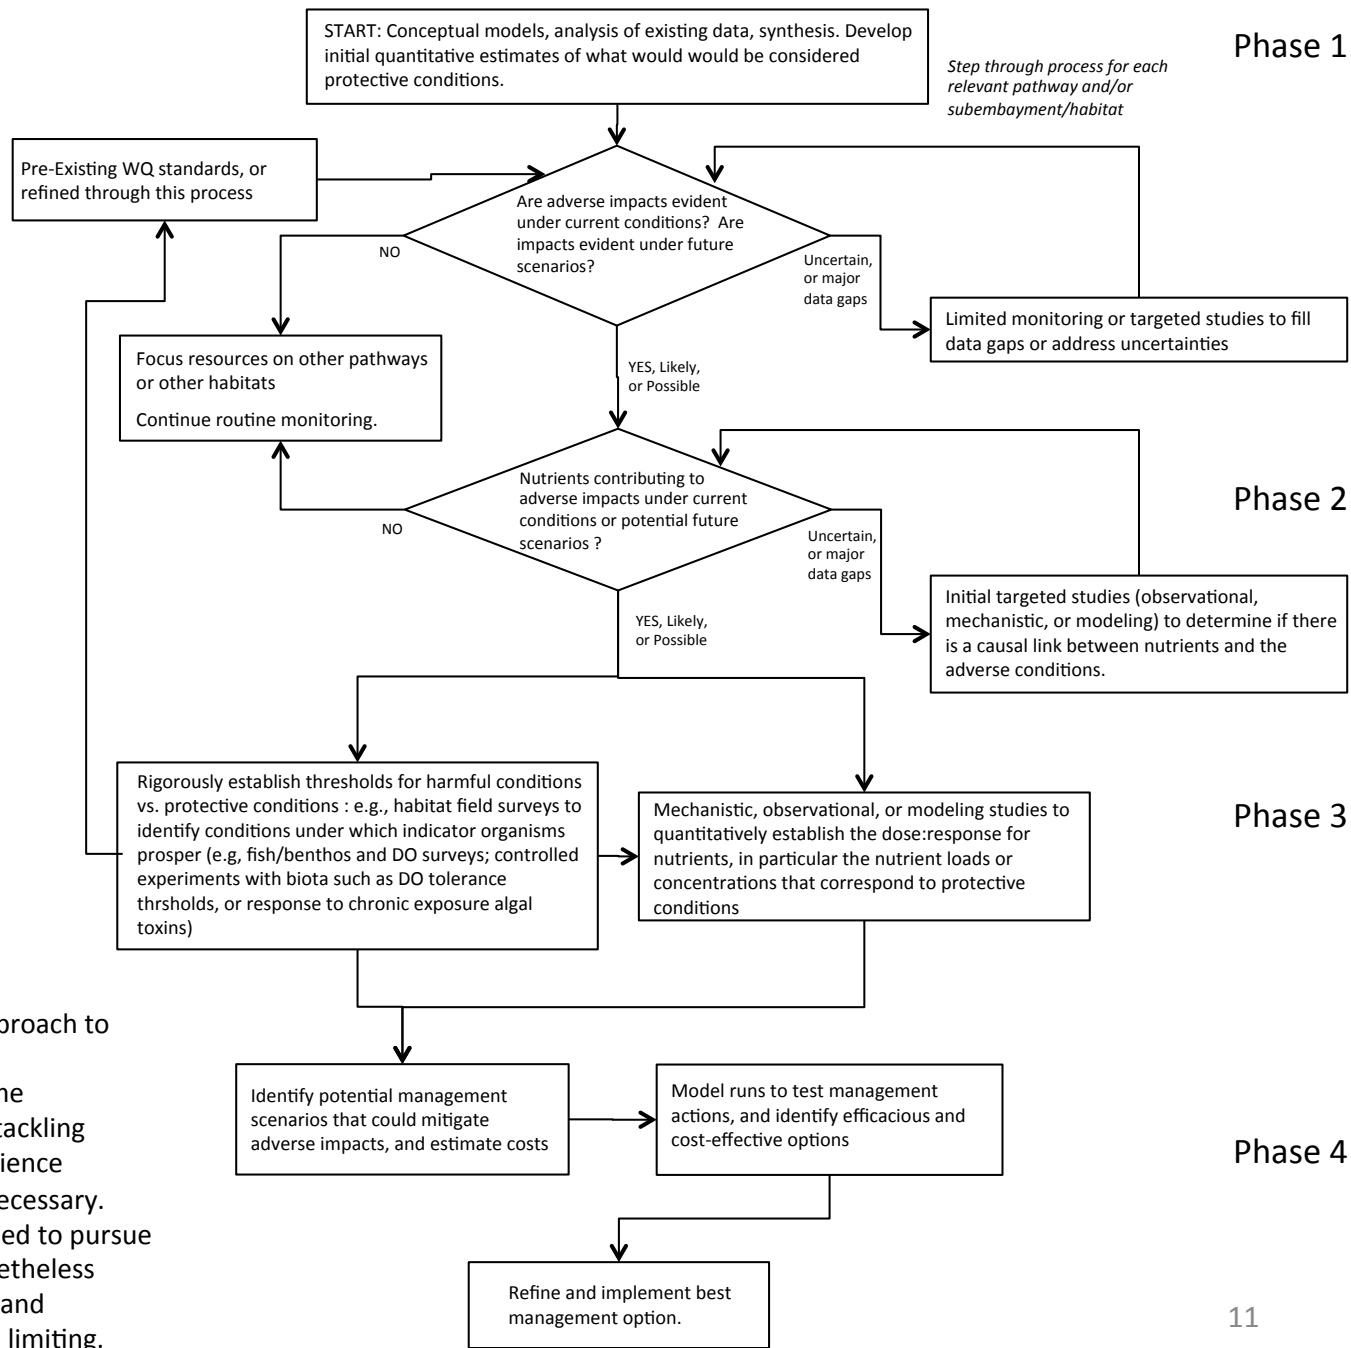 START: Conceptual models, analysis of existing data, synthesis. Develop
initial quantitative estimates of what would would be considered
protective conditions.
Phase 1
Step through process for each
relevant pathway and/or
subembayment/habitat
Pre-Existing WQ standards, or
refined through this process
Are adverse impacts evident
under current conditions? Are
impacts evident under future
scenarios?
NO
Uncertain,
or major
data gaps
Limited monitoring or targeted studies to fill
data gaps or address uncertainties
Focus resources on other pathways
or other habitats
Continue routine monitoring.
YES, Likely,
or Possible
Nutrients contributing to
adverse impacts under current
conditions or potential future
scenarios ?
Phase 2
NO
Uncertain,
or major
data gaps
Initial targeted studies (observational,
mechanistic, or modeling) to determine if there
is a causal link between nutrients and the
adverse conditions.
YES, Likely,
or Possible
Rigorously establish thresholds for harmful conditions
vs. protective conditions : e.g., habitat field surveys to
identify conditions under which indicator organisms
prosper (e.g, fish/benthos and DO surveys; controlled
experiments with biota such as DO tolerance
thrsholds, or response to chronic exposure algal
toxins)
Mechanistic, observational, or modeling studies to
quantitatively establish the dose:response for
nutrients, in particular the nutrient loads or
concentrations that correspond to protective
conditions
Phase 3
proach to
ne
tackling
ience
ecessary.
ed to pursue
etheless
and
limiting.
Identify potential management
scenarios that could mitigate
adverse impacts, and estimate costs
Model runs to test management
actions, and identify efficacious and
cost-effective options
Phase 4
Refine and implement best
management option.
11